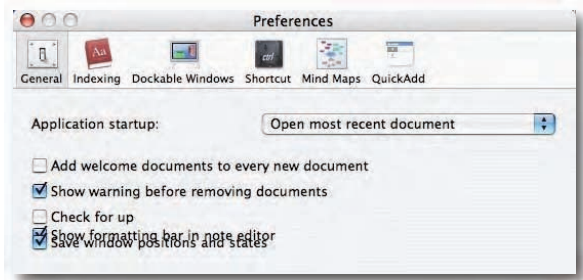 Preferences
General Indexing Dockable Windows Shortcut Mind Maps QuickAdd
Application startup: Open most recent document
Add welcome documents to every new document
Show warning before removing documents
Check for up
Show formatting bar in note editor
Save window positions and states